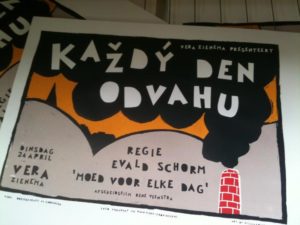 VERA ZIENEMA PRESENTEERT
KAŽDÝ DEN
ODVAHU
DINSDAG
24 APRIL
VERA
ZIENEMA
REGIE
EVALD SCHORM
'MOED VOOR ELKE DAG'